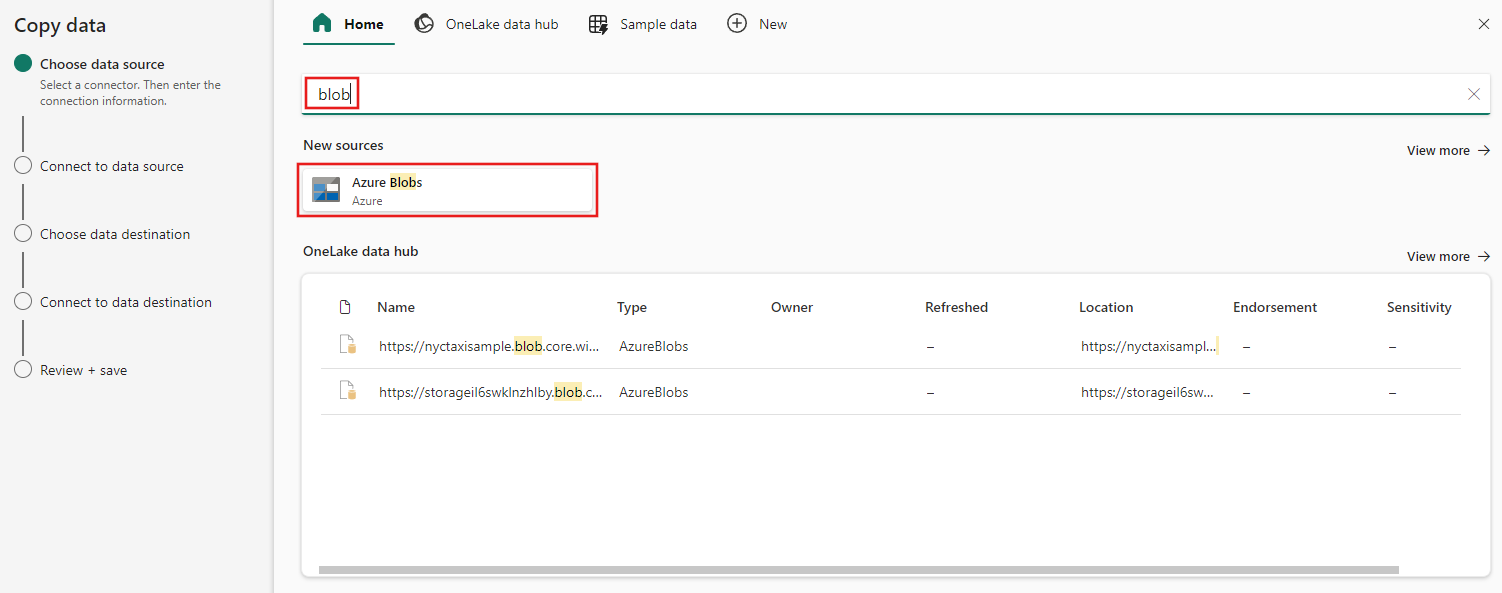 Copy data
Choose data source
Select a connector. Then enter the
connection information.
Connect to data source
Choose data destination
Connect to data destination
Review + save
Home OneLake data hub Sample data New
blob
New sources
View more
Azure Blobs
Azure
OneLake data hub
View more
Name Type Owner Refreshed Location Endorsement Sensitivity
https://nyctaxisample.blob.core.wi... AzureBlobs – https://nyctaxisampl... – –
https://storageil6swklnzhlby.blob.c... AzureBlobs – https://storageil6sw... – –